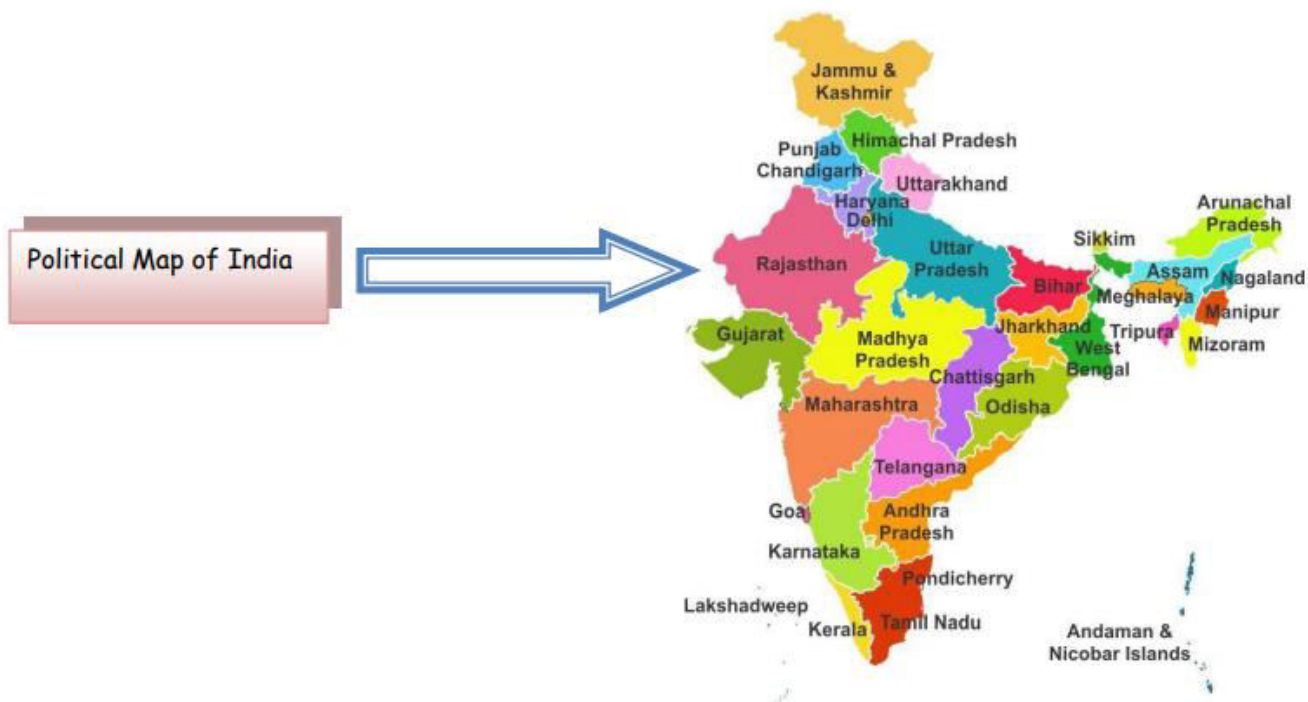 Political Map of India
Jammu &
Kashmir
Himachal Pradesh
Punjab
Chandigarh
Uttarakhand
Haryana
Delhi
Arunachal
Pradesh
Sikkim
Uttar
Pradesh
Rajasthan
Bihar
Assam
Nagaland
Meghalaya
Manipur
Gujarat
Madhya
Pradesh
Jharkhand
Tripura
West
Bengal
Mizoram
Chattisgarh
Maharashtra
Odisha
Telangana
Goa
Andhra
Pradesh
Karnataka
Pondicherry
Lakshadweep
Kerala
Tamil Nadu
Andaman &
Nicobar Islands